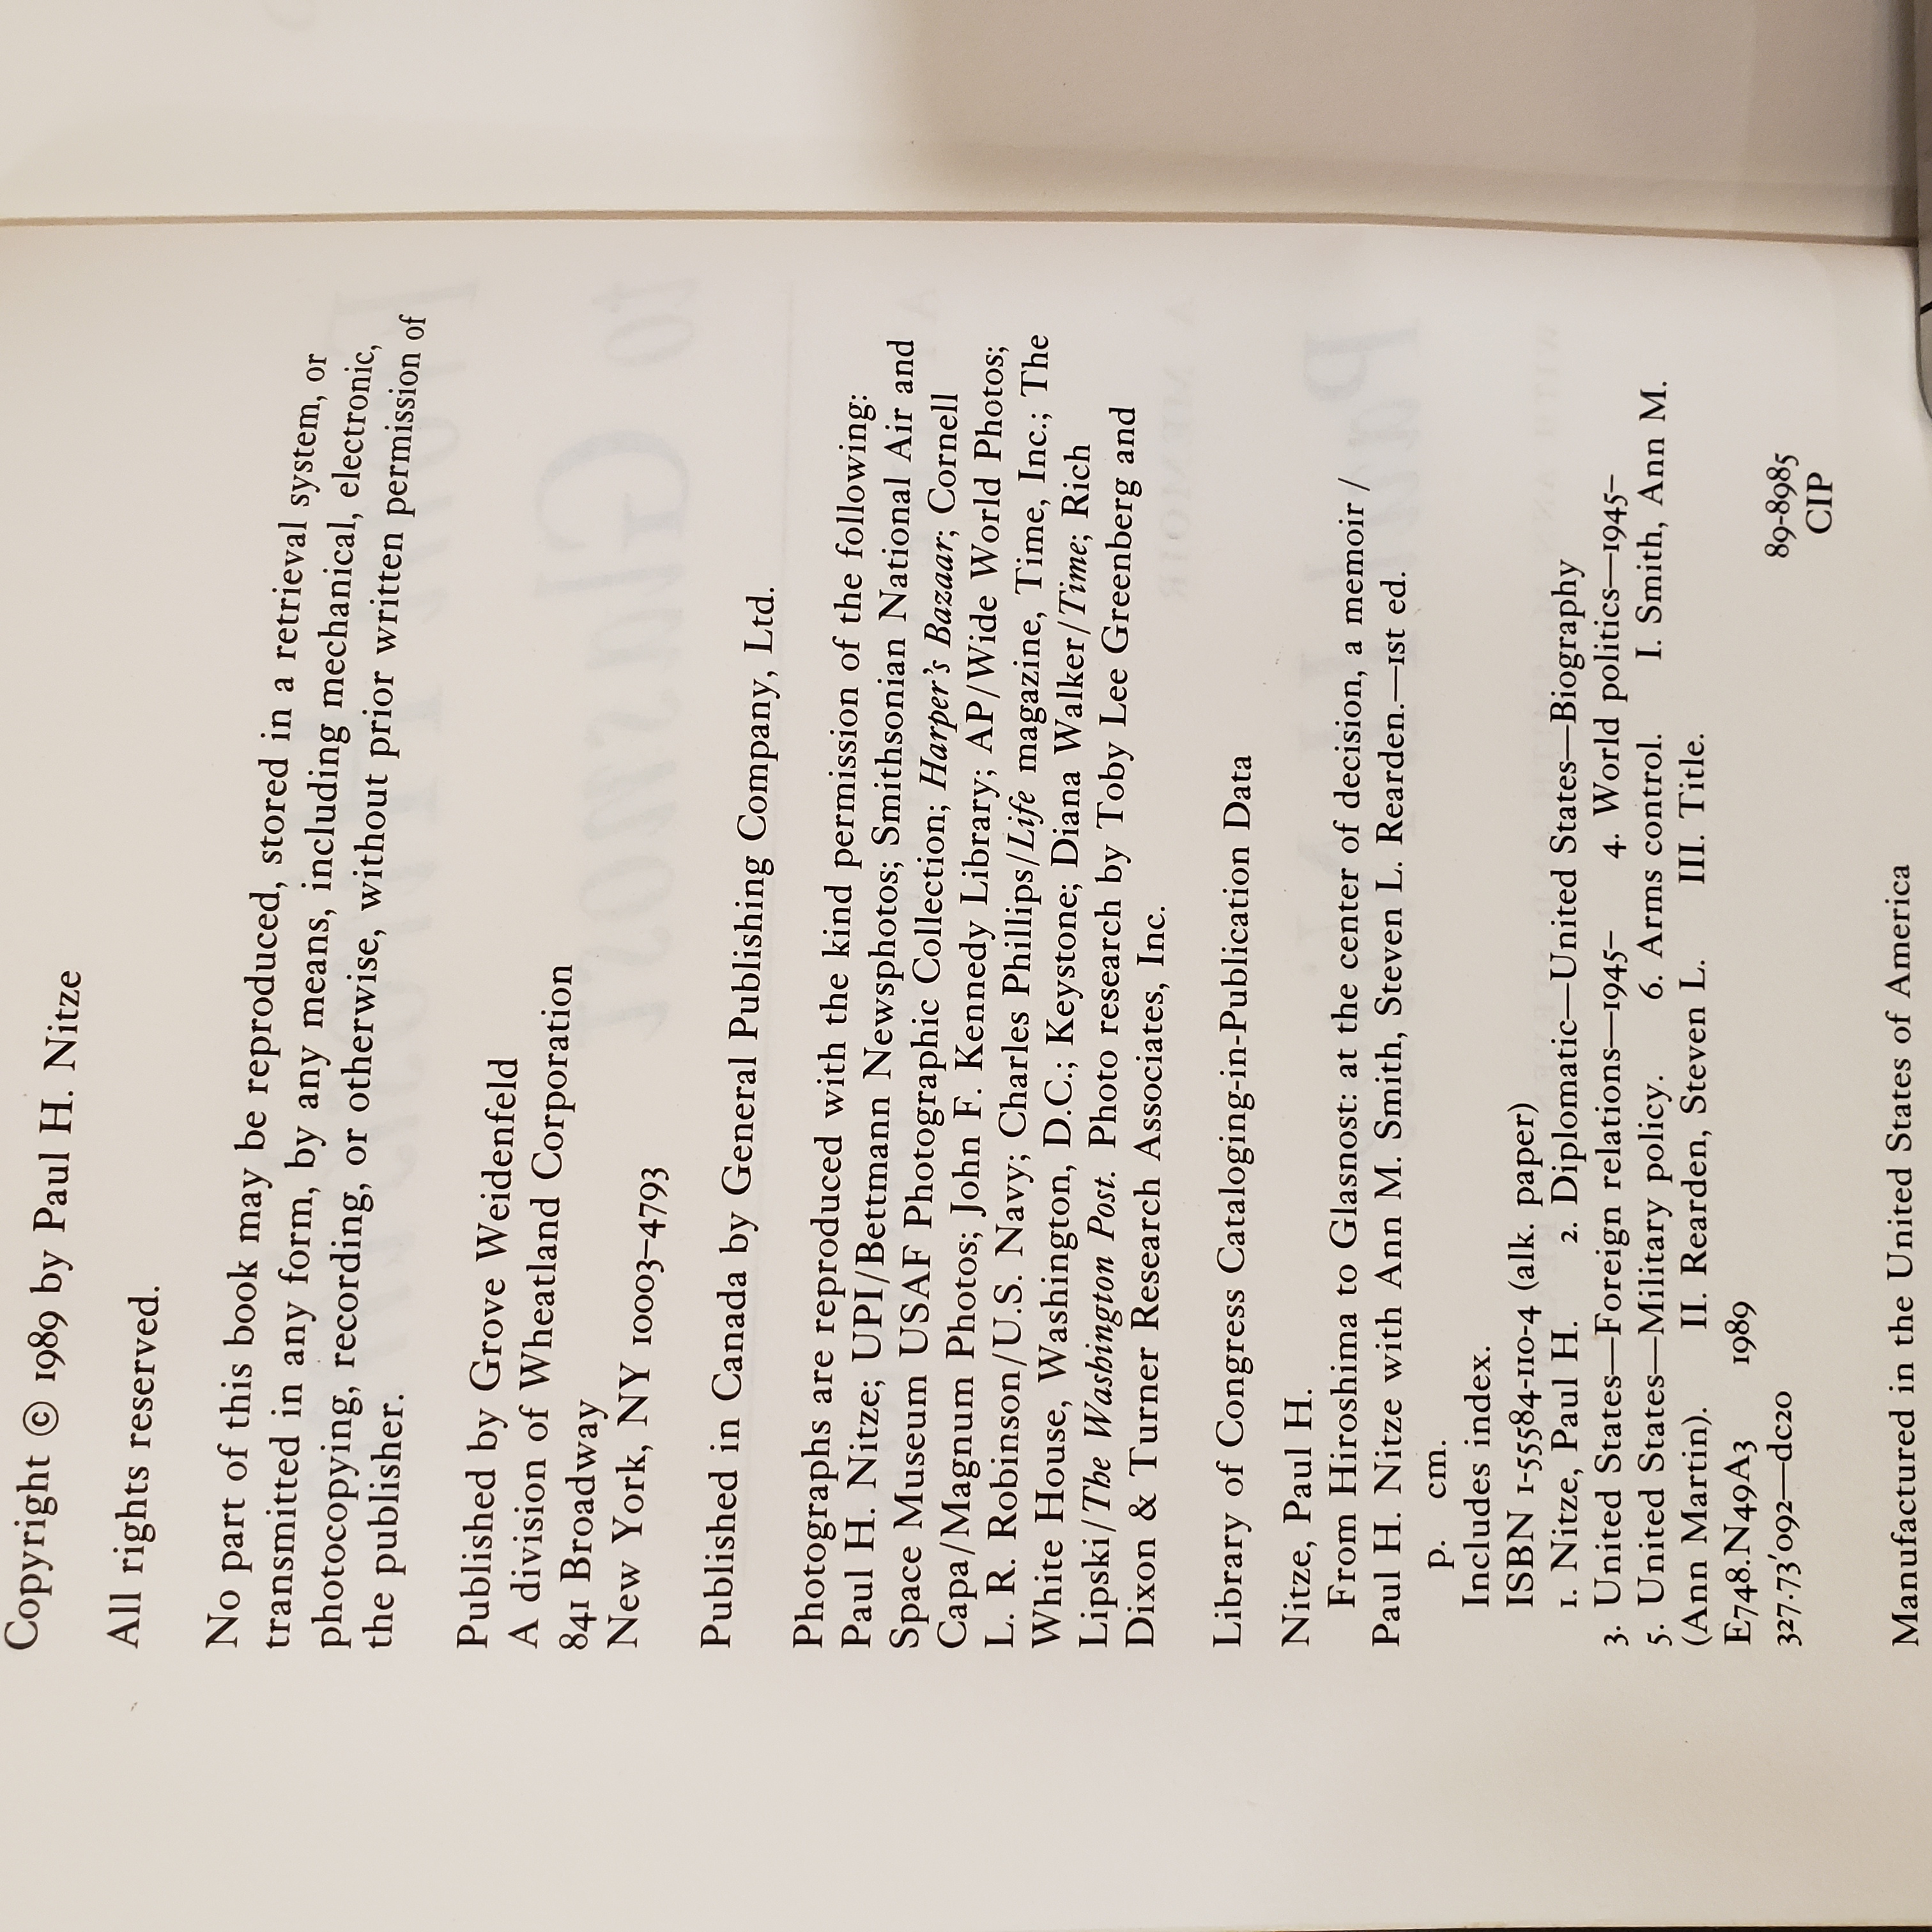 Copyright © 1989 by Paul H. Nitze
All rights reserved.
No part of this book may be reproduced, stored in a retrieval system, or
transmitted in any form, by any means, including mechanical, electronic,
photocopying, recording, or otherwise, without prior written permission of
the publisher.
Published by Grove Weidenfeld
A division of Wheatland Corporation
841 Broadway
New York, NY 10003–4793
Published in Canada by General Publishing Company, Ltd.
Photographs are reproduced with the kind permission of the following:
Paul H. Nitze; UPI/Bettmann Newsphotos; Smithsonian National Air and
Space Museum USAF Photographic Collection; Harper's Bazaar; Cornell
Capa/Magnum Photos; John F. Kennedy Library; AP/Wide World Photos;
L. R. Robinson/U.S. Navy; Charles Phillips/Life magazine, Time, Inc.; The
White House, Washington, D.C.; Keystone; Diana Walker/Time; Rich
Lipski/The Washington Post. Photo research by Toby Lee Greenberg and
Dixon & Turner Research Associates, Inc.
Library of Congress Cataloging-in-Publication Data
Nitze, Paul H.
From Hiroshima to Glasnost: at the center of decision, a memoir /
Paul H. Nitze with Ann M. Smith, Steven L. Rearden.—1st ed.
p. cm.
Includes index.
ISBN 1-55584-110-4 (alk. paper)
1. Nitze, Paul H. 2. Diplomatic—United States—Biography
3. United States—Foreign relations—1945– 4. World politics—1945–
5. United States—Military policy. 6. Arms control. I. Smith, Ann M.
(Ann Martin). II. Rearden, Steven L. III. Title.
E748.N49A3 1989
327.73'092—dc20 89-8985
CIP
Manufactured in the United States of America